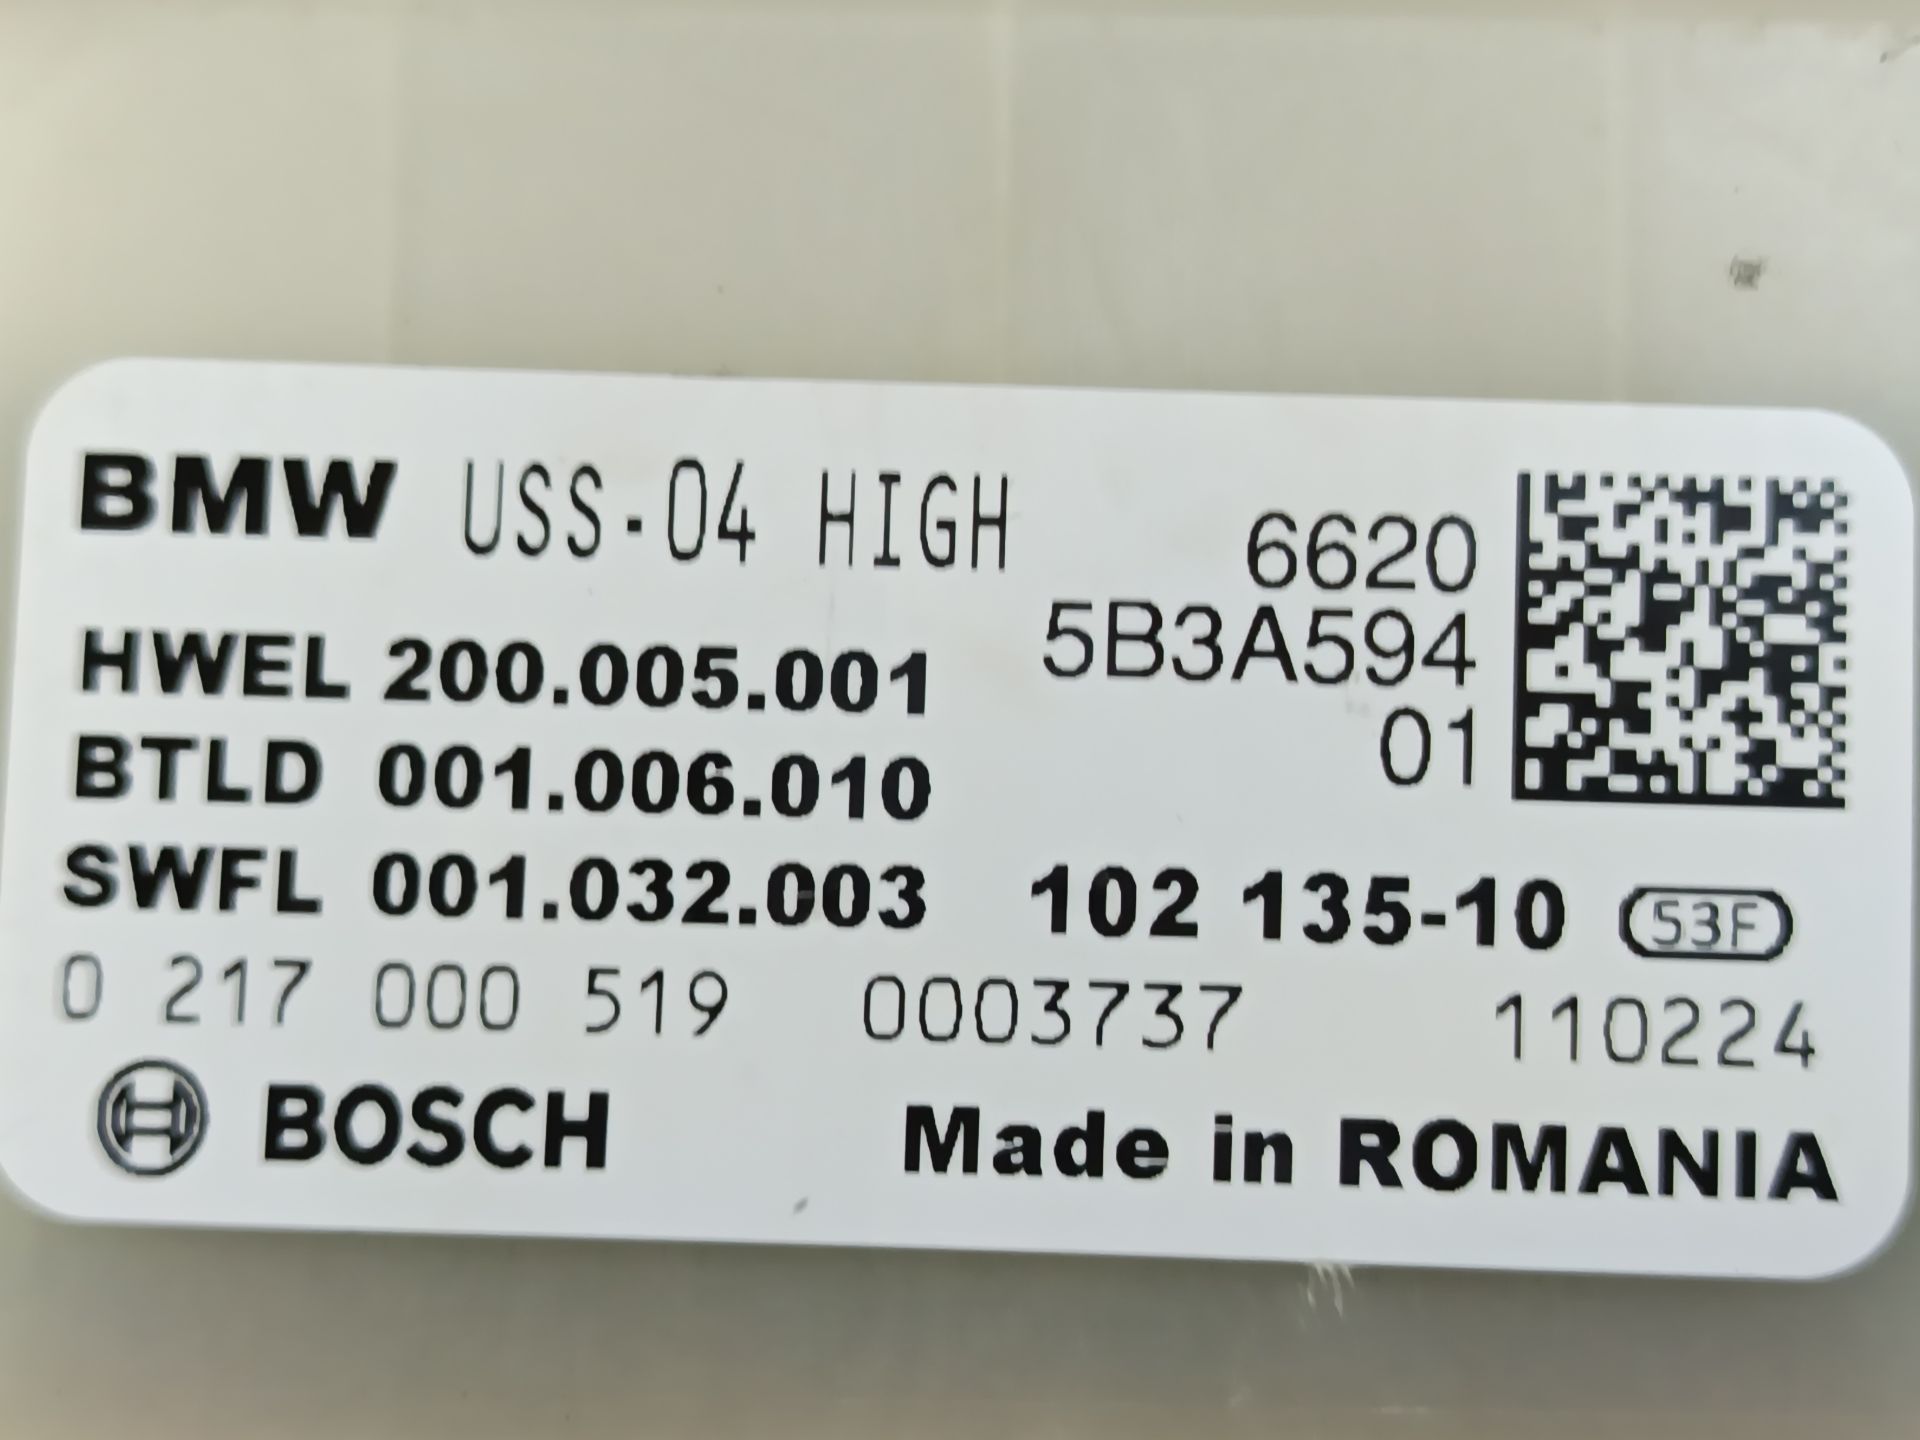 BMW USS-04 HIGH
6620
5B3A594
01
HWEL 200.005.001
BTLD 001.006.010
SWFL 001.032.003 102 135-10 53F
0 217 000 519 0003737 110224
BOSCH Made in ROMANIA